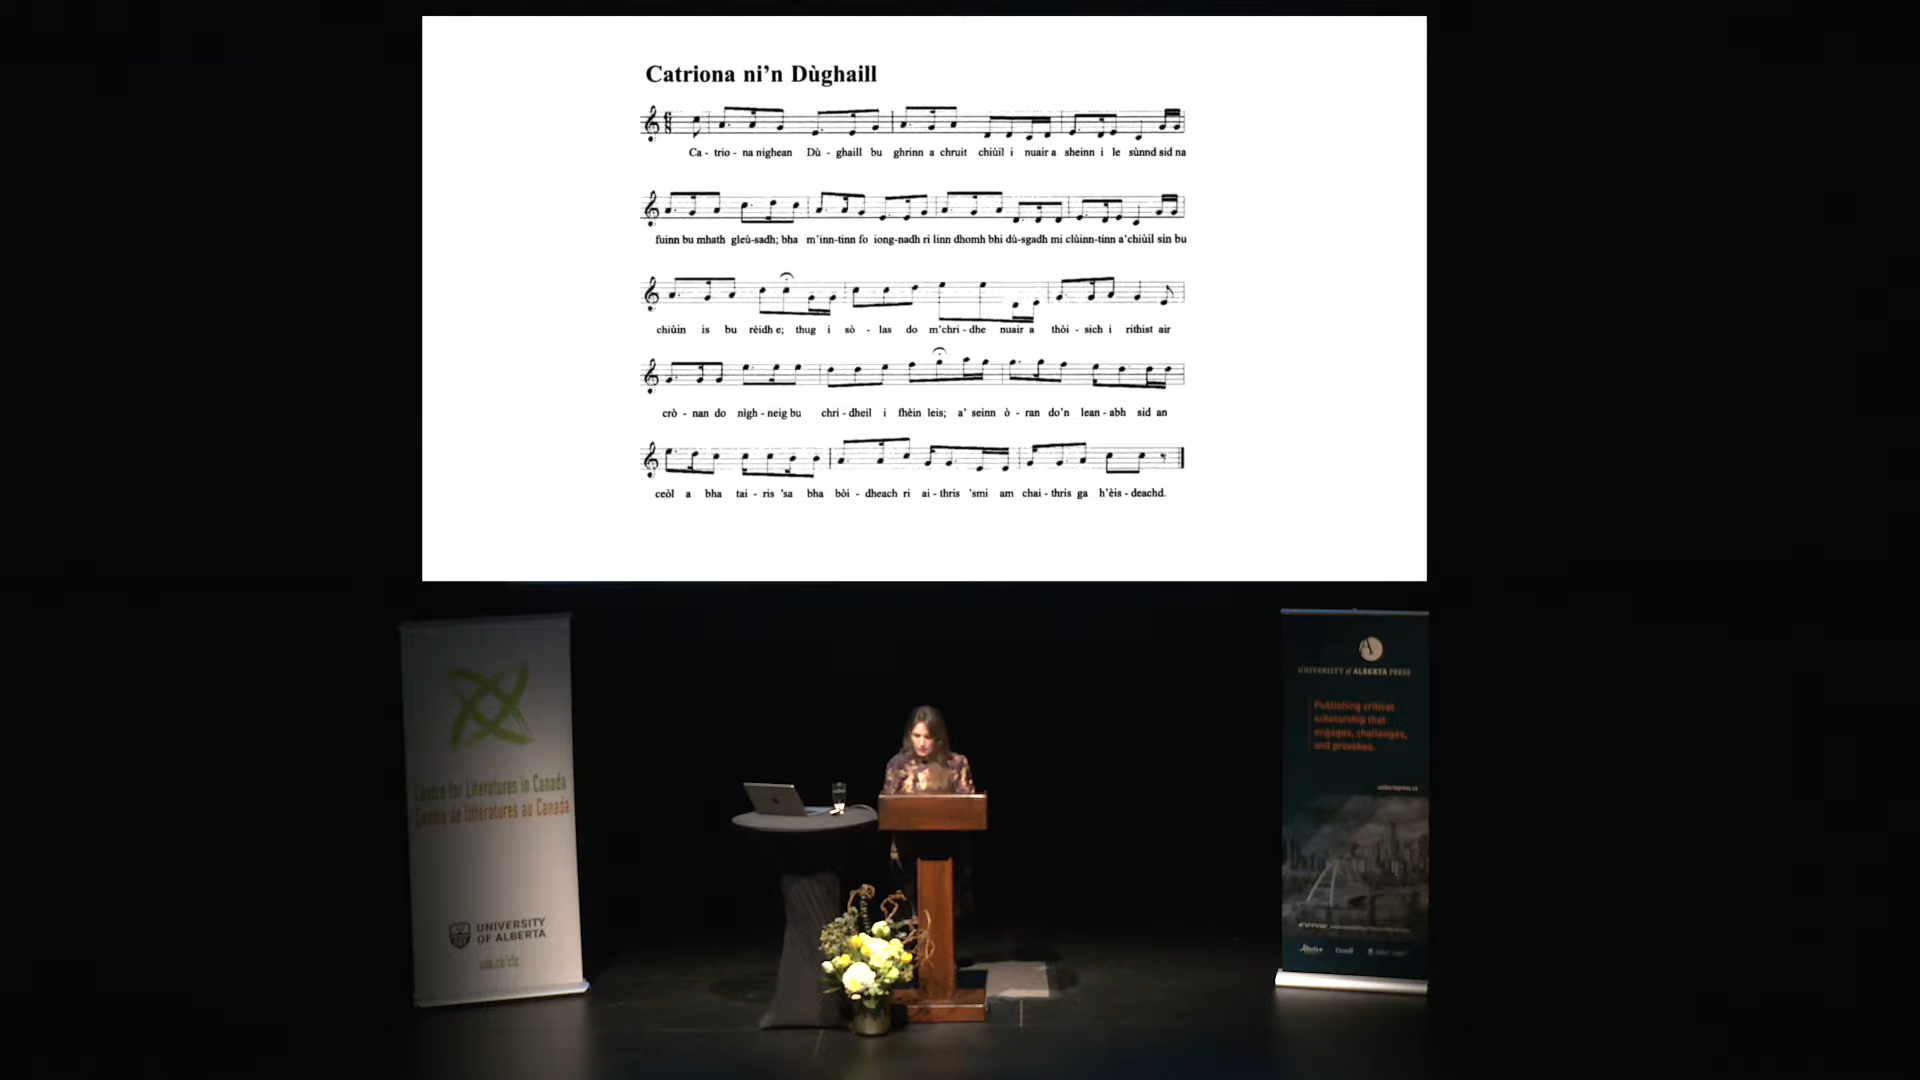 Catriona ni’n Dùghaill
Ca - trio - na nighean Dù - ghaill bu ghrinn a chruit chiùil i nuair a sheinn i le sùnnd sid na
fuinn bu mhath gleù-sadh; bha m’inn-tinn fo iong-nadh ri linn dhomh bhi dù-sgadh mi clùinn-tinn a’chiùil sin bu
chiùin is bu rèidh e; thug i sò - las do m’chri - dhe nuair a thòi - sich i rithist air
crò - nan do nìgh - neig bu chri - dheil i fhèin leis; a’ seinn ò - ran do’n lean - abh sid an
ceòl a bha tai - ris ’sa bha bòi - dheach ri ai - thris ’smi am chai - thris ga h’èis - deachd.
Centre for Literatures in Canada
Centre de littératures au Canada
UNIVERSITY
OF ALBERTA
UNIVERSITY of ALBERTA PRESS
Publishing critical
scholarship that
engages, challenges,
and provokes.